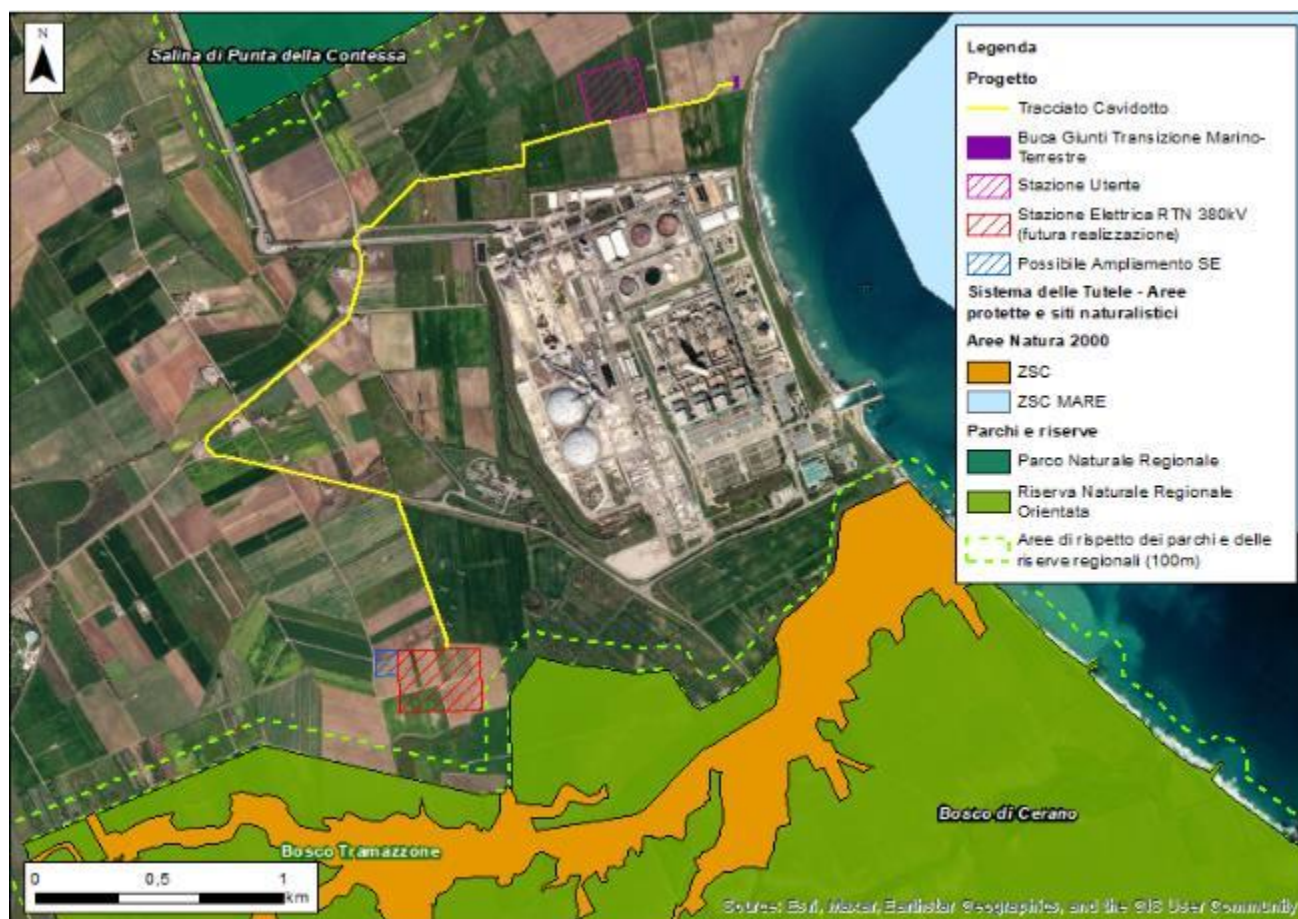 N
Salina di Punta della Contessa
Legenda
Progetto
Tracciato Cavidotto
Buca Giunti Transizione Marino-
Terrestre
Stazione Utente
Stazione Elettrica RTN 380kV
(futura realizzazione)
Possibile Ampliamento SE
Sistema delle Tutele - Aree
protette e siti naturalistici
Aree Natura 2000
ZSC
ZSC MARE
Parchi e riserve
Parco Naturale Regionale
Riserva Naturale Regionale
Orientata
Aree di rispetto dei parchi e delle
riserve regionali (100m)
Bosco di Cerano
Bosco Tramazzone
0 0,5 1
km
Source: Esri, Maxar, Earthstar Geographics, and the GIS User Community